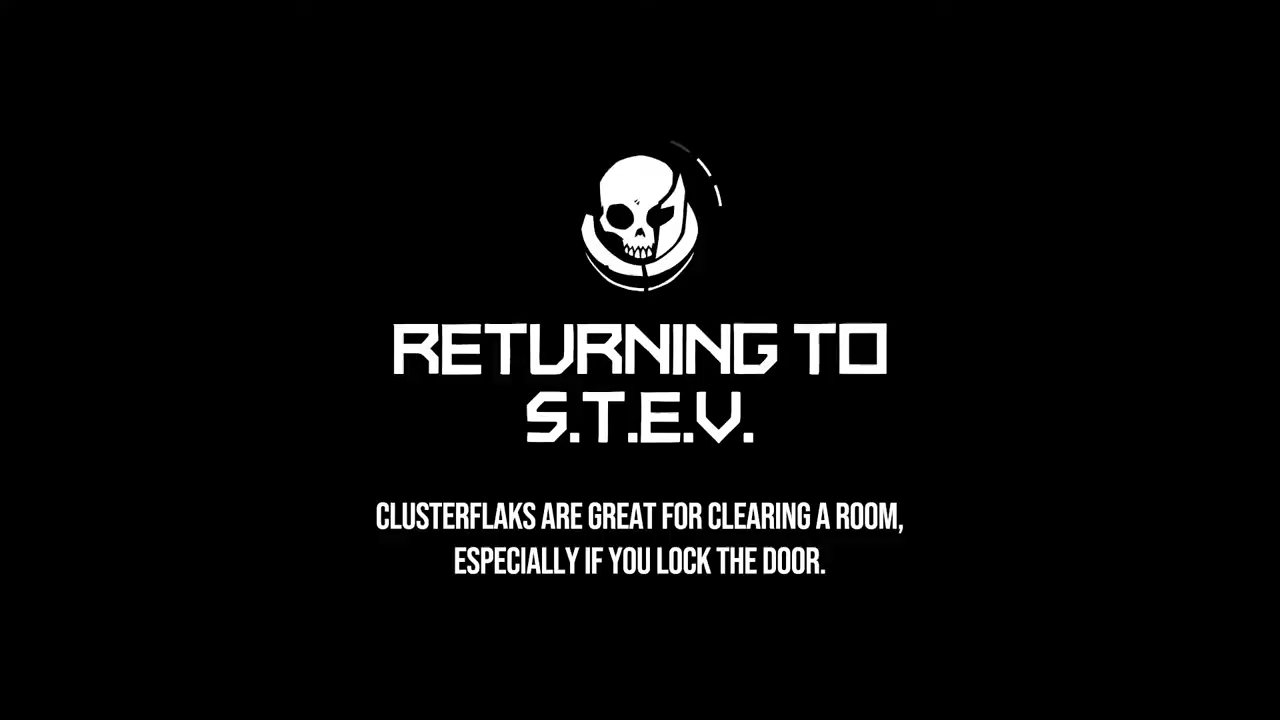 RETURNING TO
S.T.E.V.
CLUSTERFLAKS ARE GREAT FOR CLEARING A ROOM,
ESPECIALLY IF YOU LOCK THE DOOR.